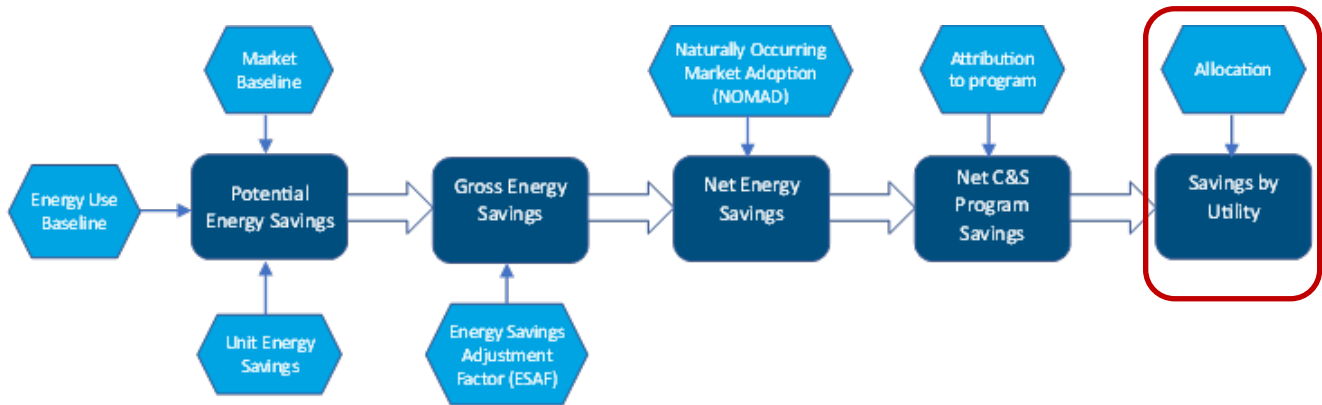 Market
Baseline
Naturally Occurring
Market Adoption
(NOMAD)
Attribution
to program
Allocation
Energy Use
Baseline
Potential
Energy Savings
Gross Energy
Savings
Net Energy
Savings
Net C&S
Program
Savings
Savings by
Utility
Unit Energy
Savings
Energy Savings
Adjustment
Factor (ESAF)